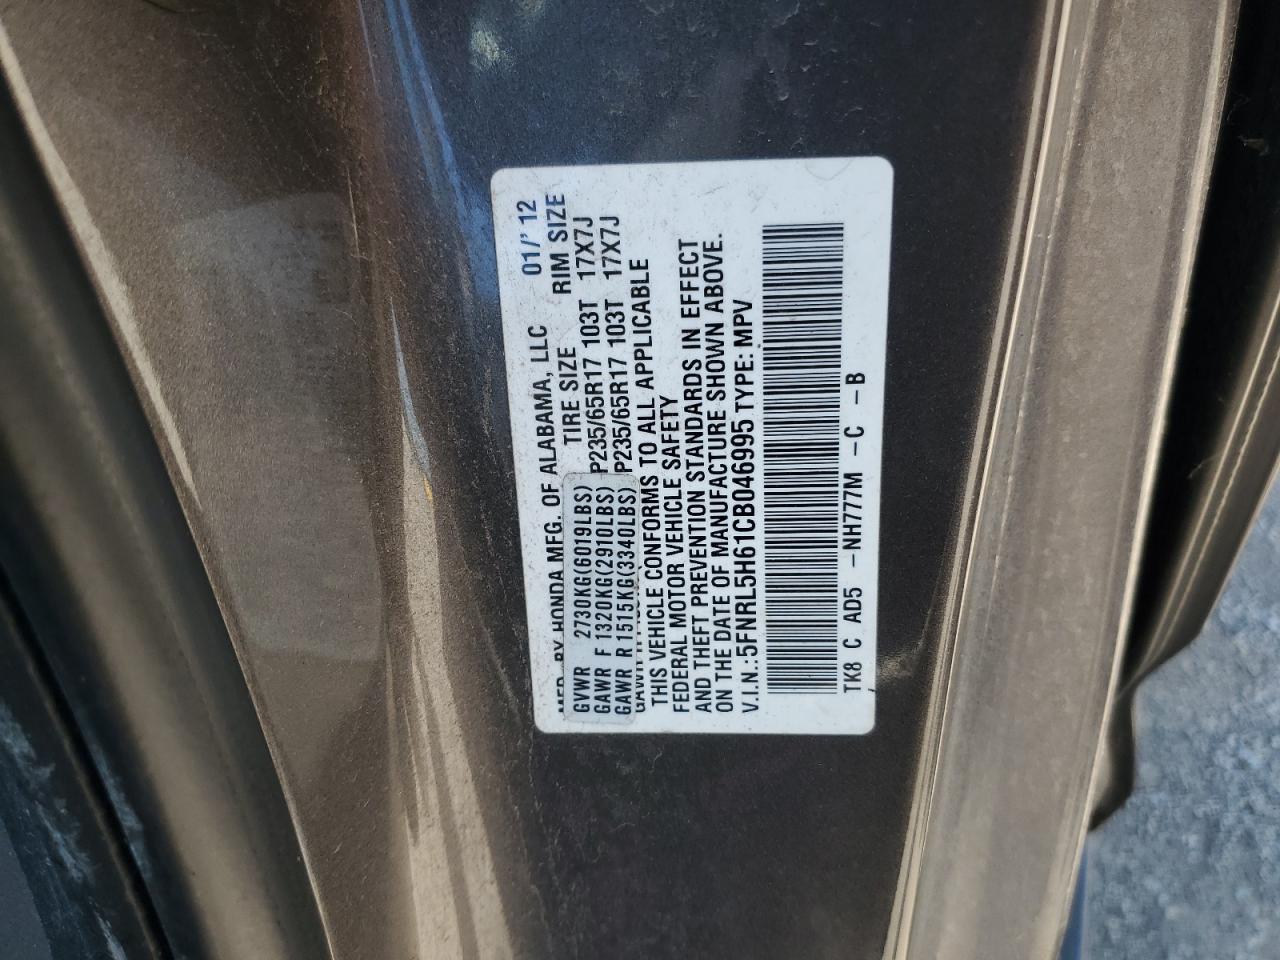 MFD. BY HONDA MFG. OF ALABAMA, LLC 01/'12
TIRE SIZE RIM SIZE
GVWR 2730KG(6019LBS)
GAWR F 1320KG(2910LBS) P235/65R17 103T 17X7J
GAWR R 1515KG(3340LBS) P235/65R17 103T 17X7J
THIS VEHICLE CONFORMS TO ALL APPLICABLE
FEDERAL MOTOR VEHICLE SAFETY
AND THEFT PREVENTION STANDARDS IN EFFECT
ON THE DATE OF MANUFACTURE SHOWN ABOVE.
V.I.N.:5FNRL5H61CB046995 TYPE: MPV
TK8 C AD5 -NH777M -C -B